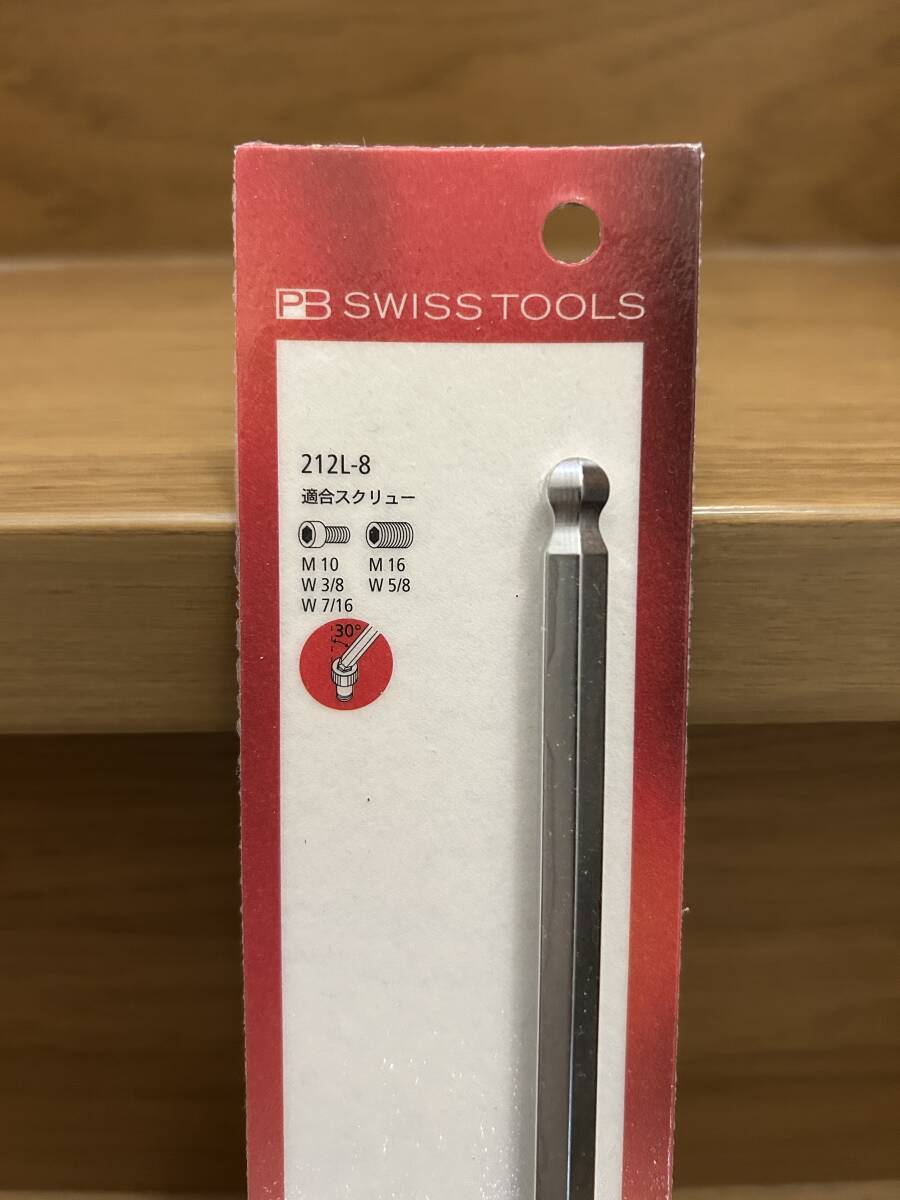 PB SWISS TOOLS
212L-8
適合スクリュー
M 10 M 16
W 3/8 W 5/8
W 7/16
30°